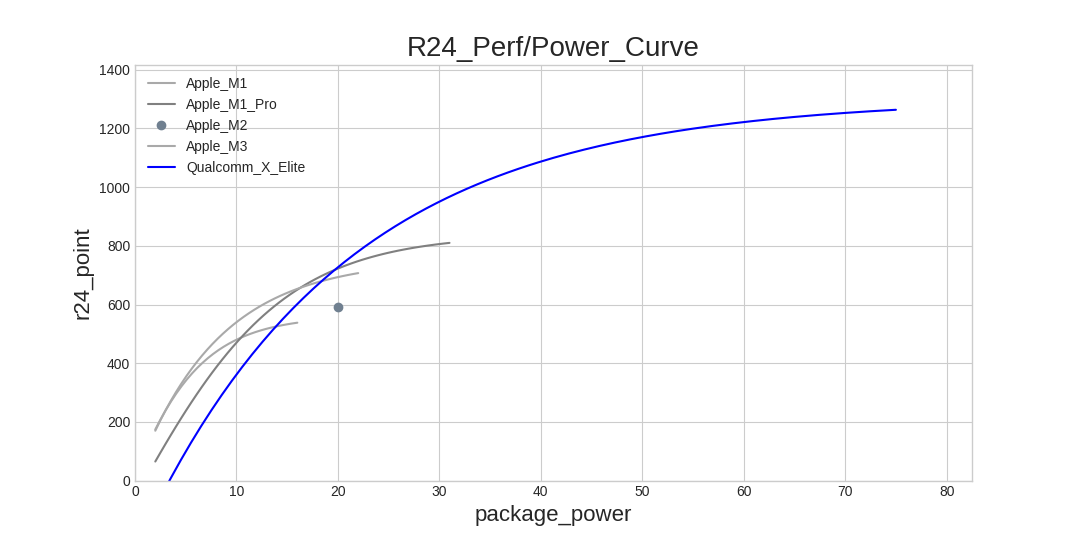 R24_Perf/Power_Curve
1400
1200
1000
800
600
400
200
0
r24_point
Apple_M1
Apple_M1_Pro
Apple_M2
Apple_M3
Qualcomm_X_Elite
0 10 20 30 40 50 60 70 80
package_power